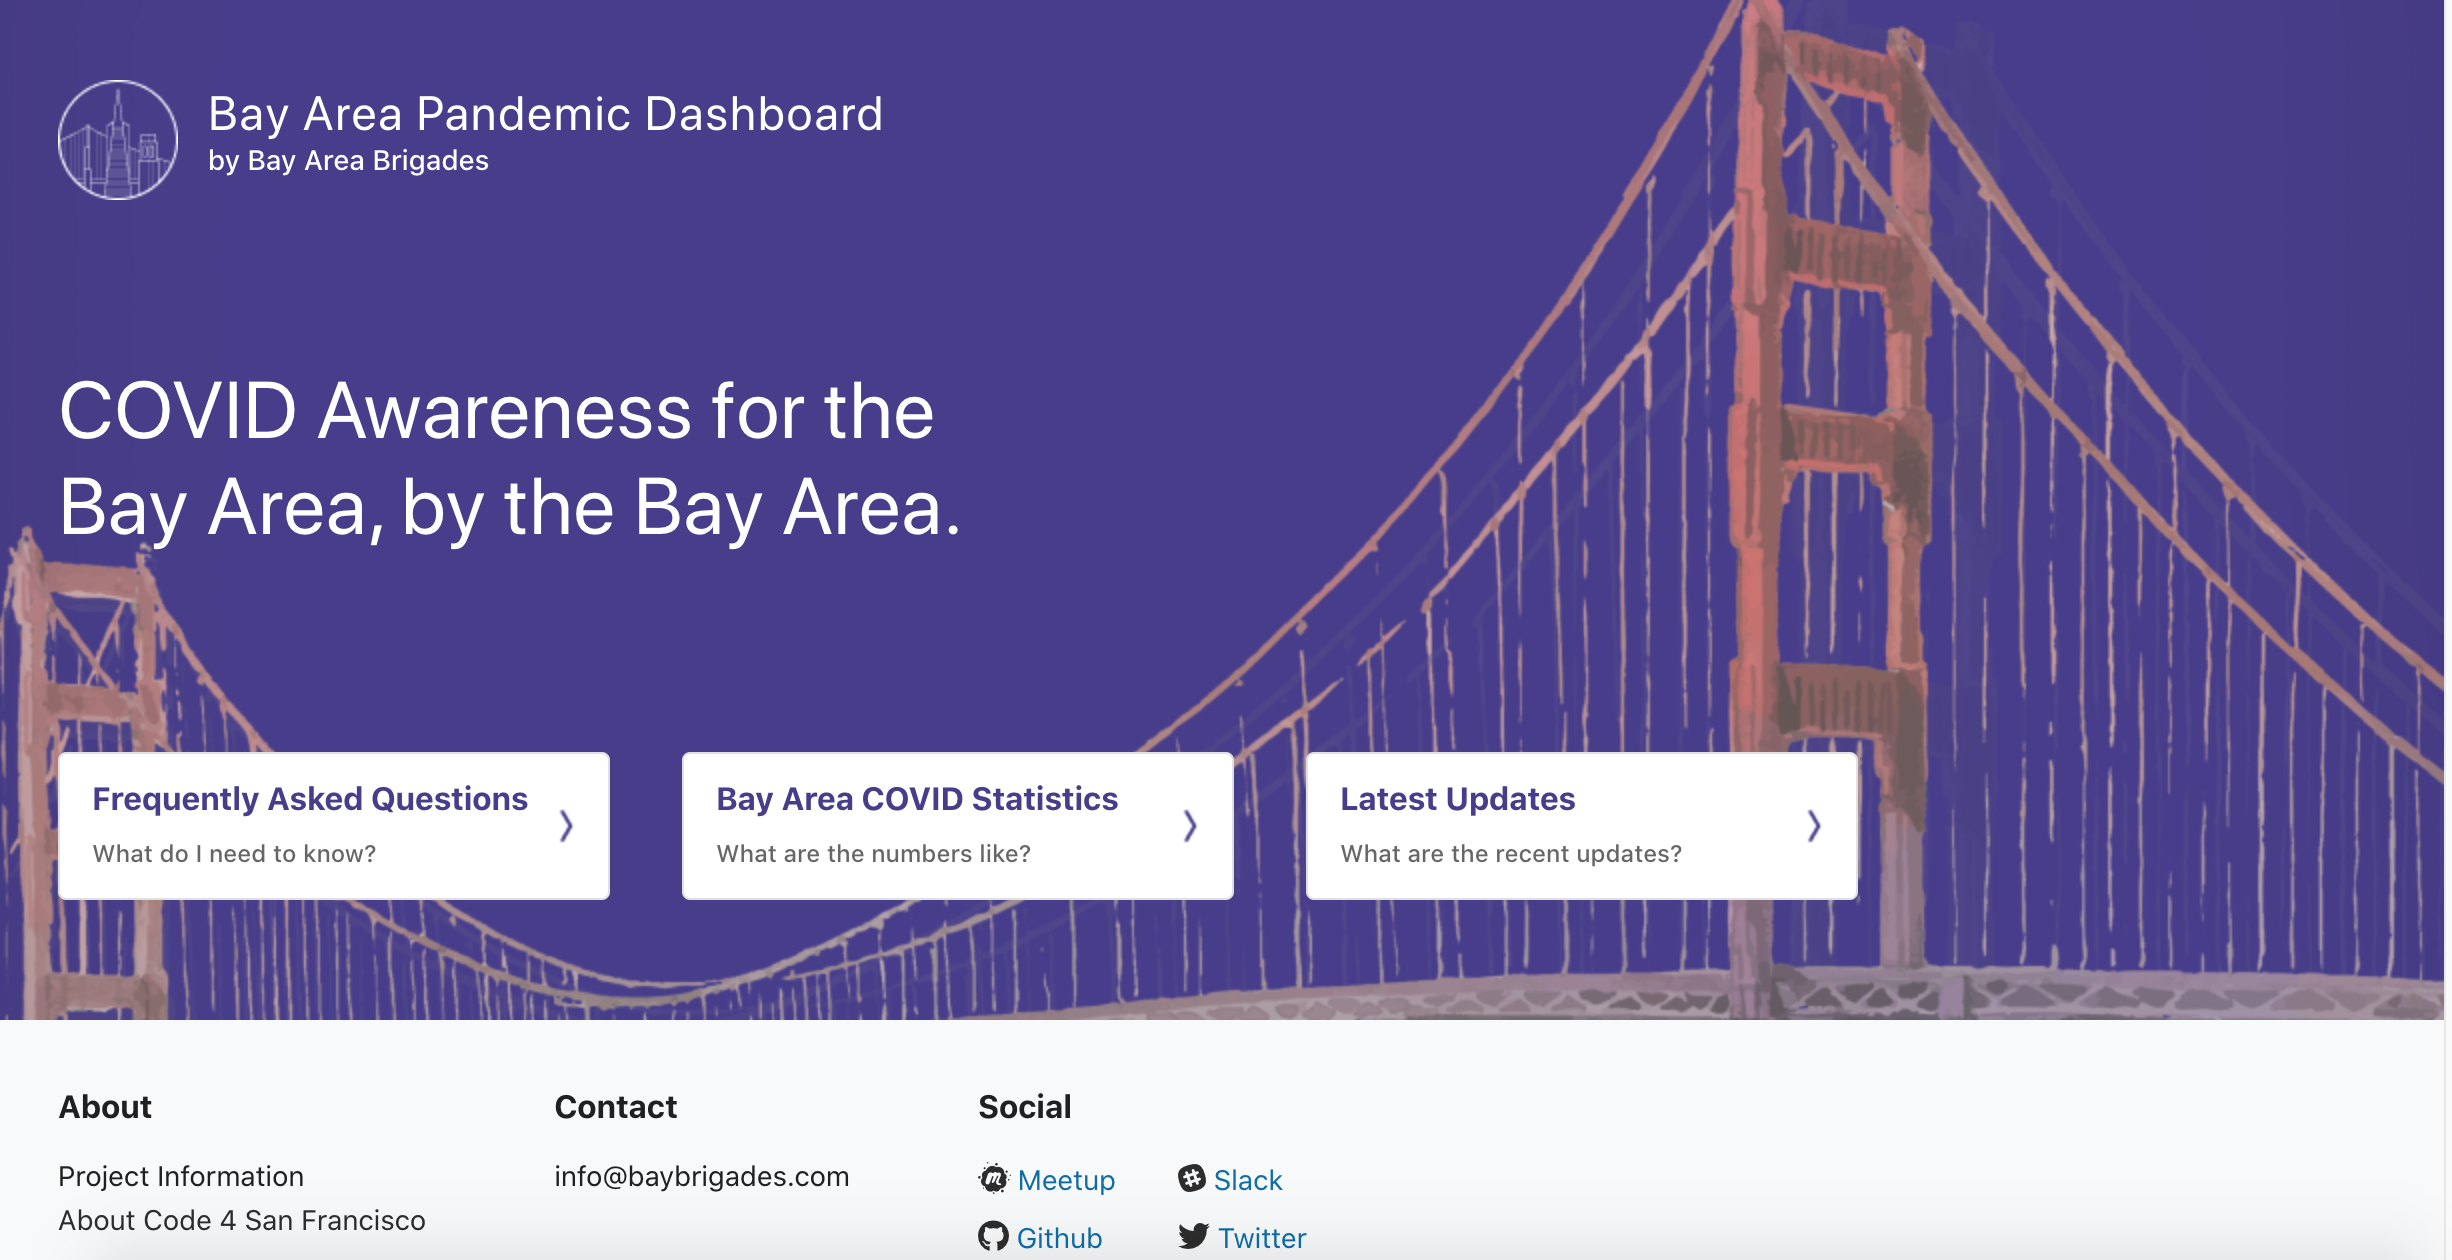 Bay Area Pandemic Dashboard
by Bay Area Brigades
COVID Awareness for the
Bay Area, by the Bay Area.
Frequently Asked Questions
What do I need to know?
Bay Area COVID Statistics
What are the numbers like?
Latest Updates
What are the recent updates?
About
Project Information
About Code 4 San Francisco
Contact
info@baybrigades.com
Social
Meetup
Slack
Github
Twitter